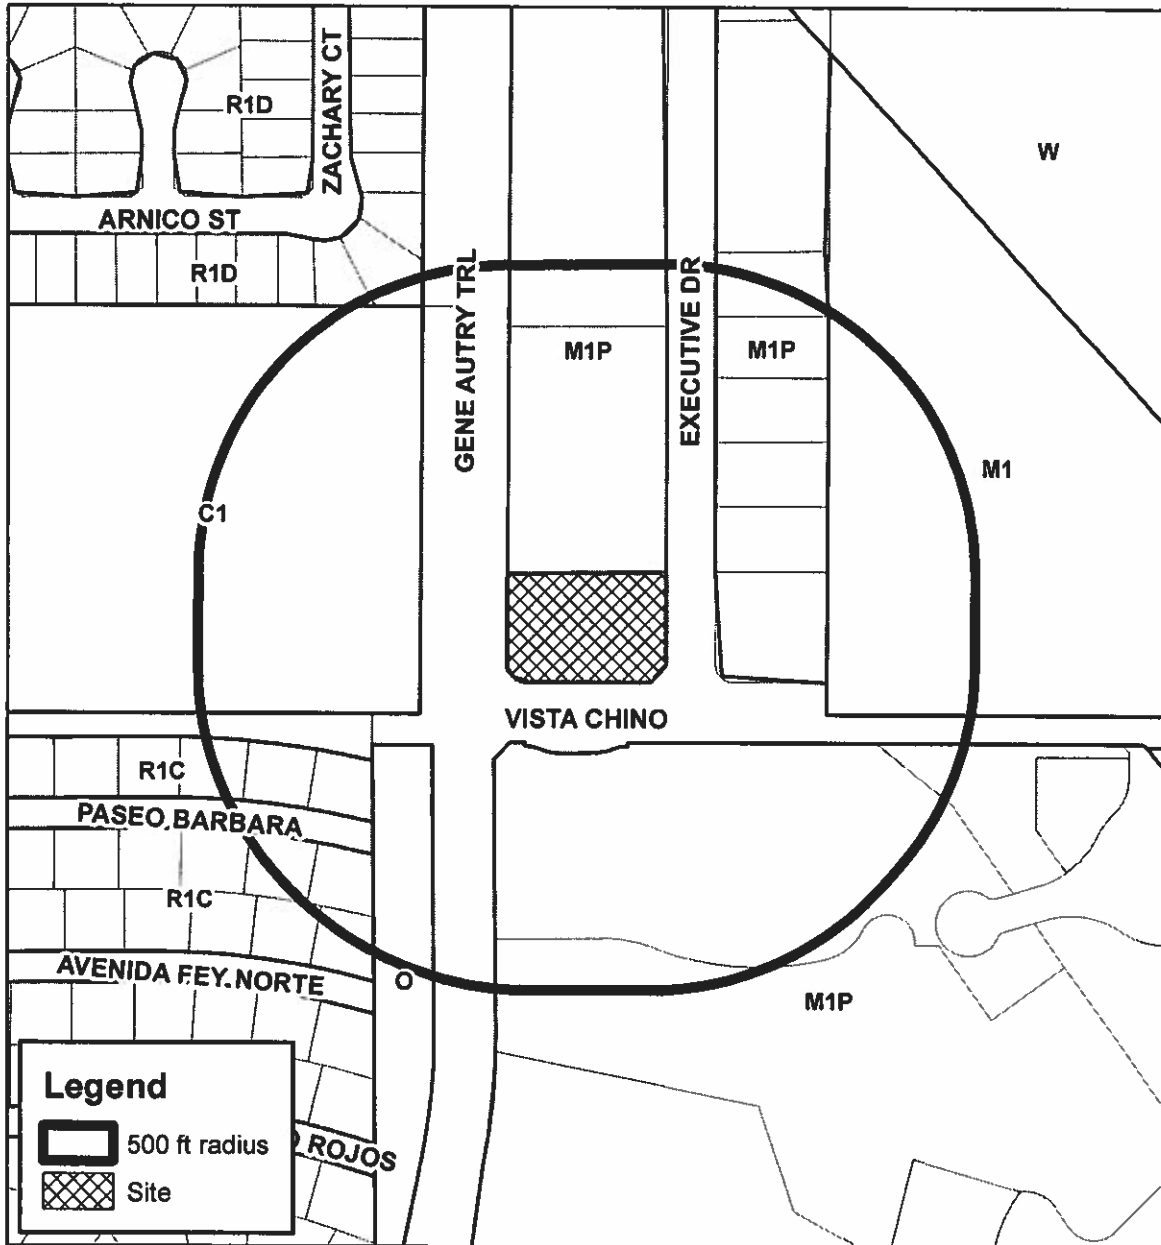 ZACHARY CT
R1D
W
ARNICO ST
R1D
GENE AUTRY TRL
EXECUTIVE DR
M1P
M1P
M1
C1
VISTA CHINO
R1C
PASEO BARBARA
R1C
AVENIDA FEY NORTE
O
M1P
ROJOS
Legend
500 ft radius
Site